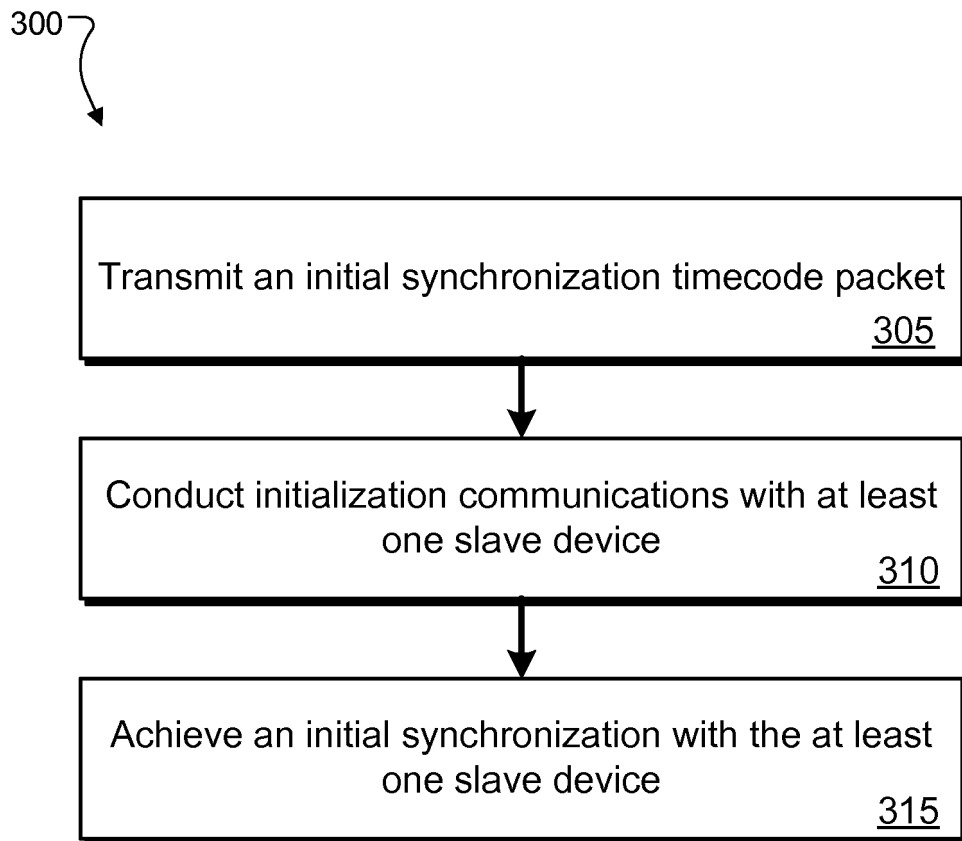 300
Transmit an initial synchronization timecode packet
305
Conduct initialization communications with at least
one slave device
310
Achieve an initial synchronization with the at least
one slave device
315